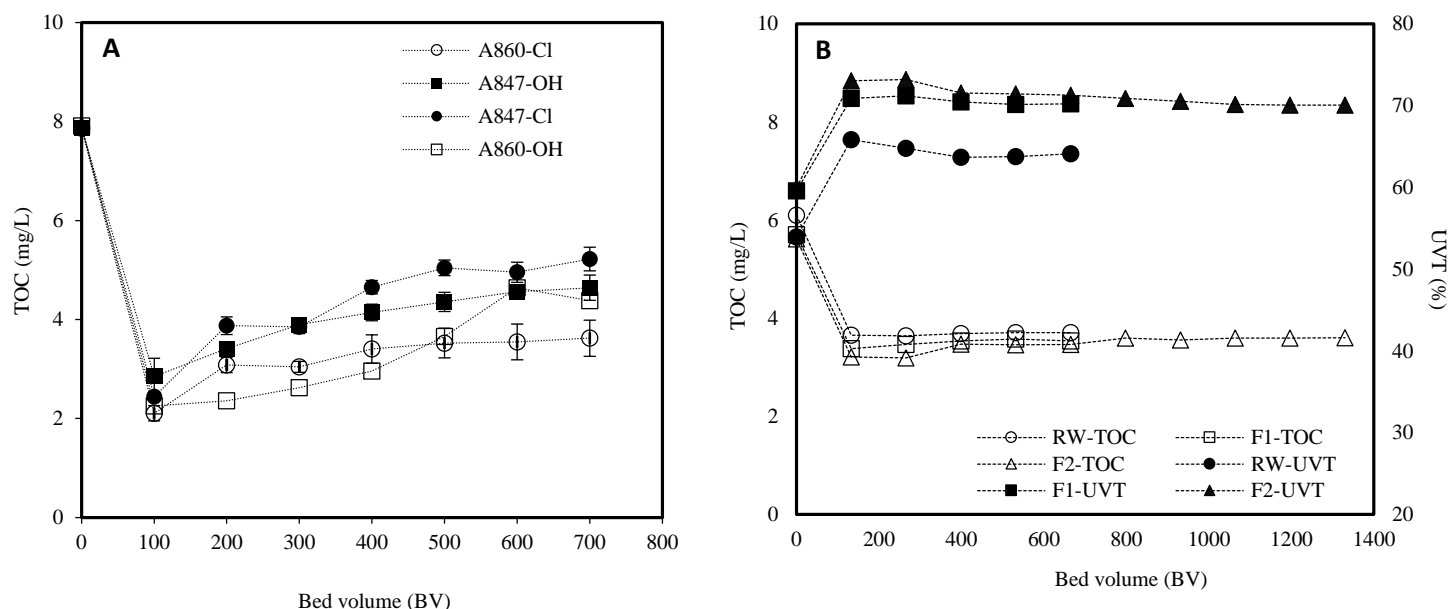 A
A860-Cl
A847-OH
A847-Cl
A860-OH
TOC (mg/L)
10
8
6
4
2
0
0 100 200 300 400 500 600 700 800
Bed volume (BV)
B
TOC (mg/L)
10
8
6
4
2
0
80
70
60
50
40
30
20
UVT (%)
RW-TOC F1-TOC
F2-TOC RW-UVT
F1-UVT F2-UVT
0 200 400 600 800 1000 1200 1400
Bed volume (BV)